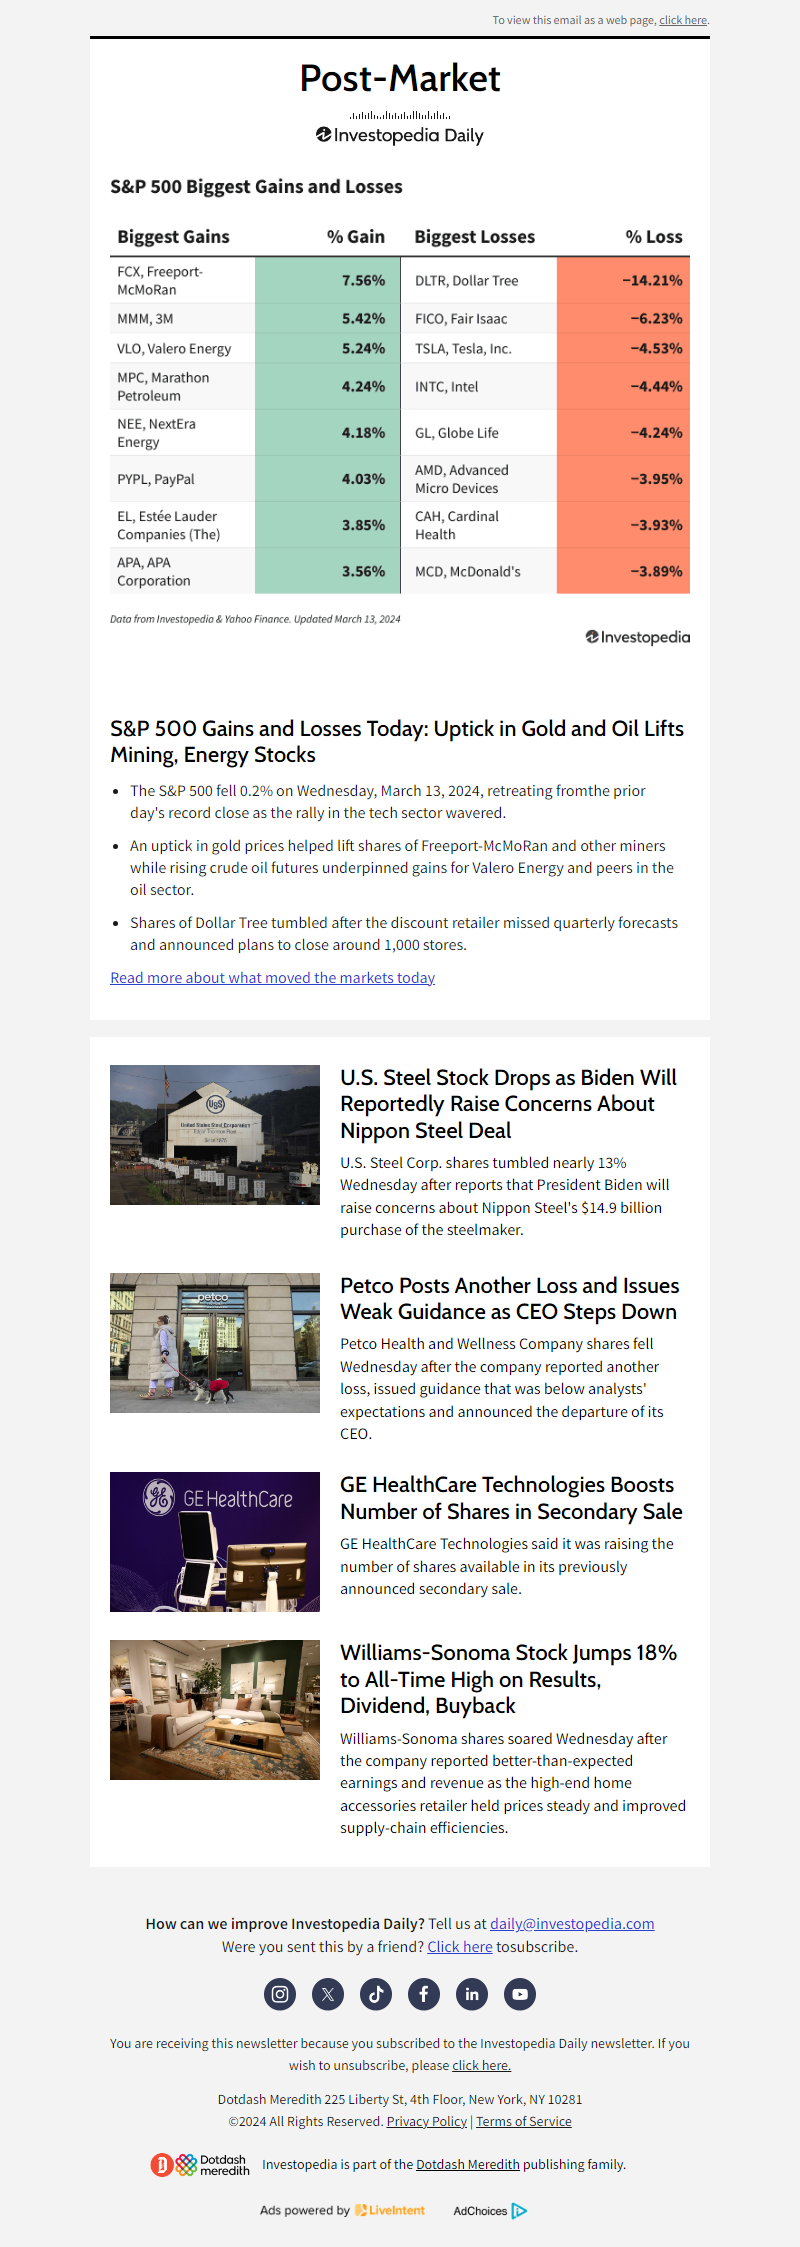 To view this email as a web page, click here.
Post-Market
Investopedia Daily
S&P 500 Biggest Gains and Losses
Biggest Gains % Gain Biggest Losses % Loss
FCX, Freeport-
McMoRan 7.56% DLTR, Dollar Tree −14.21%
MMM, 3M 5.42% FICO, Fair Isaac −6.23%
VLO, Valero Energy 5.24% TSLA, Tesla, Inc. −4.53%
MPC, Marathon
Petroleum 4.24% INTC, Intel −4.44%
NEE, NextEra
Energy 4.18% GL, Globe Life −4.24%
PYPL, PayPal 4.03% AMD, Advanced
Micro Devices −3.95%
EL, Estée Lauder
Companies (The) 3.85% CAH, Cardinal
Health −3.93%
APA, APA
Corporation 3.56% MCD, McDonald's −3.89%
Data from Investopedia & Yahoo Finance. Updated March 13, 2024
Investopedia
S&P 500 Gains and Losses Today: Uptick in Gold and Oil Lifts
Mining, Energy Stocks
• The S&P 500 fell 0.2% on Wednesday, March 13, 2024, retreating fromthe prior
day's record close as the rally in the tech sector wavered.
• An uptick in gold prices helped lift shares of Freeport-McMoRan and other miners
while rising crude oil futures underpinned gains for Valero Energy and peers in the
oil sector.
• Shares of Dollar Tree tumbled after the discount retailer missed quarterly forecasts
and announced plans to close around 1,000 stores.
Read more about what moved the markets today
USS
United States Steel Corporation
U.S. Steel Stock Drops as Biden Will
Reportedly Raise Concerns About
Nippon Steel Deal
U.S. Steel Corp. shares tumbled nearly 13%
Wednesday after reports that President Biden will
raise concerns about Nippon Steel's $14.9 billion
purchase of the steelmaker.
petco
Petco Posts Another Loss and Issues
Weak Guidance as CEO Steps Down
Petco Health and Wellness Company shares fell
Wednesday after the company reported another
loss, issued guidance that was below analysts'
expectations and announced the departure of its
CEO.
GE HealthCare
GE HealthCare Technologies Boosts
Number of Shares in Secondary Sale
GE HealthCare Technologies said it was raising the
number of shares available in its previously
announced secondary sale.
Williams-Sonoma Stock Jumps 18%
to All-Time High on Results,
Dividend, Buyback
Williams-Sonoma shares soared Wednesday after
the company reported better-than-expected
earnings and revenue as the high-end home
accessories retailer held prices steady and improved
supply-chain efficiencies.
How can we improve Investopedia Daily? Tell us at daily@investopedia.com
Were you sent this by a friend? Click here tosubscribe.
You are receiving this newsletter because you subscribed to the Investopedia Daily newsletter. If you
wish to unsubscribe, please click here.
Dotdash Meredith 225 Liberty St, 4th Floor, New York, NY 10281
©2024 All Rights Reserved. Privacy Policy | Terms of Service
Dotdash
meredith
Investopedia is part of the Dotdash Meredith publishing family.
Ads powered by LiveIntent AdChoices